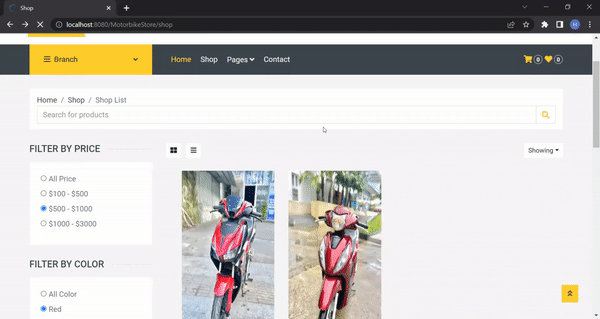 Shop
localhost:8080/MotorbikeStore/shop
H
Branch
Home Shop Pages Contact
0 0
Home / Shop / Shop List
Search for products
FILTER BY PRICE
Showing
All Price
$100 - $500
$500 - $1000
$1000 - $3000
FILTER BY COLOR
All Color
Red